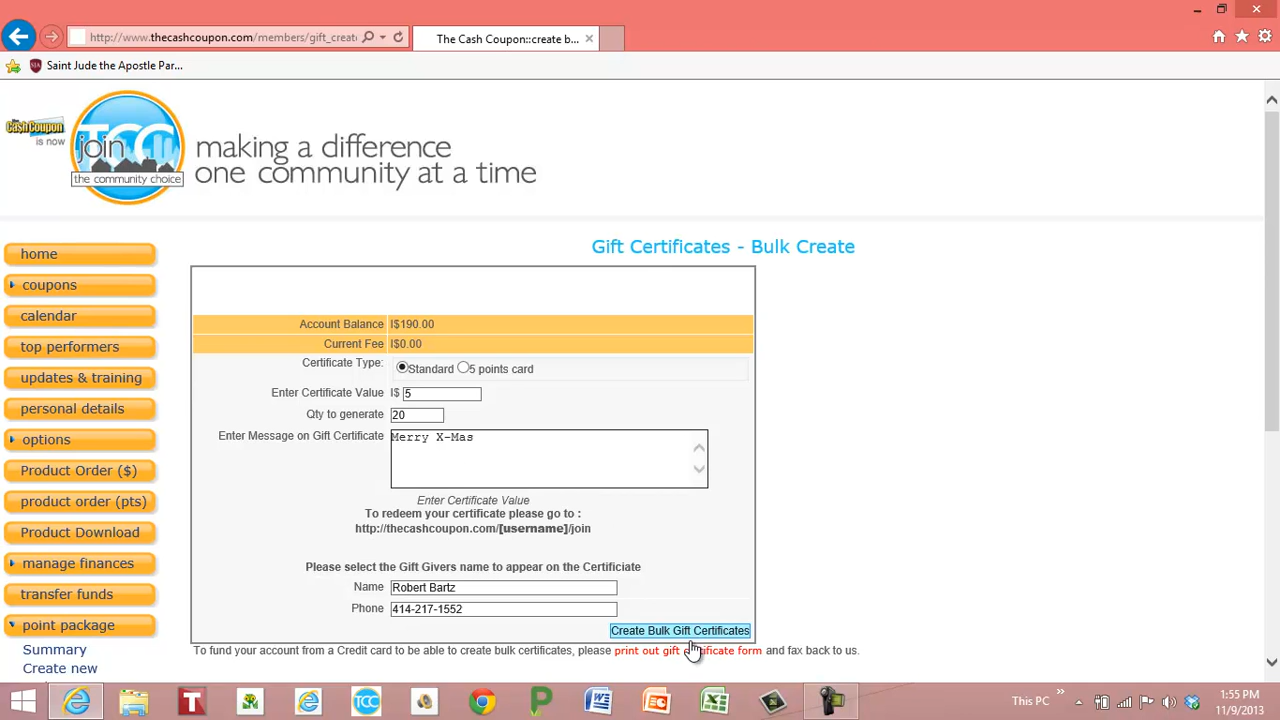 http://www.thecashcoupon.com/members/gift_create
The Cash Coupon::create b...
Saint Jude the Apostle Par...
CashCoupon
is now
join TCC
the community choice
making a difference
one community at a time
Gift Certificates - Bulk Create
home
coupons
calendar
top performers
updates & training
personal details
options
Product Order ($)
product order (pts)
Product Download
manage finances
transfer funds
point package
Summary
Create new
Account Balance I$190.00
Current Fee I$0.00
Certificate Type: Standard 5 points card
Enter Certificate Value I$ 5
Qty to generate 20
Enter Message on Gift Certificate Merry X-Mas
Enter Certificate Value
To redeem your certificate please go to :
http://thecashcoupon.com/[username]/join
Please select the Gift Givers name to appear on the Certificiate
Name Robert Bartz
Phone 414-217-1552
Create Bulk Gift Certificates
To fund your account from a Credit card to be able to create bulk certificates, please print out gift certificate form and fax back to us.
This PC
1:55 PM
11/9/2013